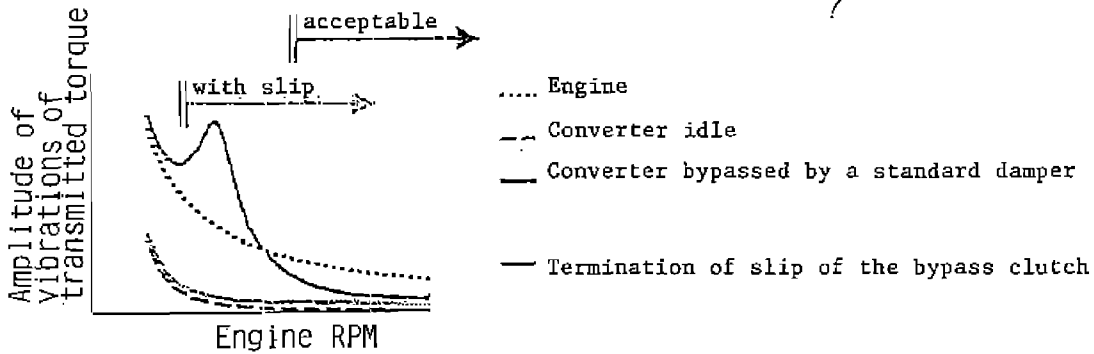 acceptable
with slip
Amplitude of
vibrations of
transmitted torque
Engine RPM
Engine
Converter idle
Converter bypassed by a standard damper
Termination of slip of the bypass clutch